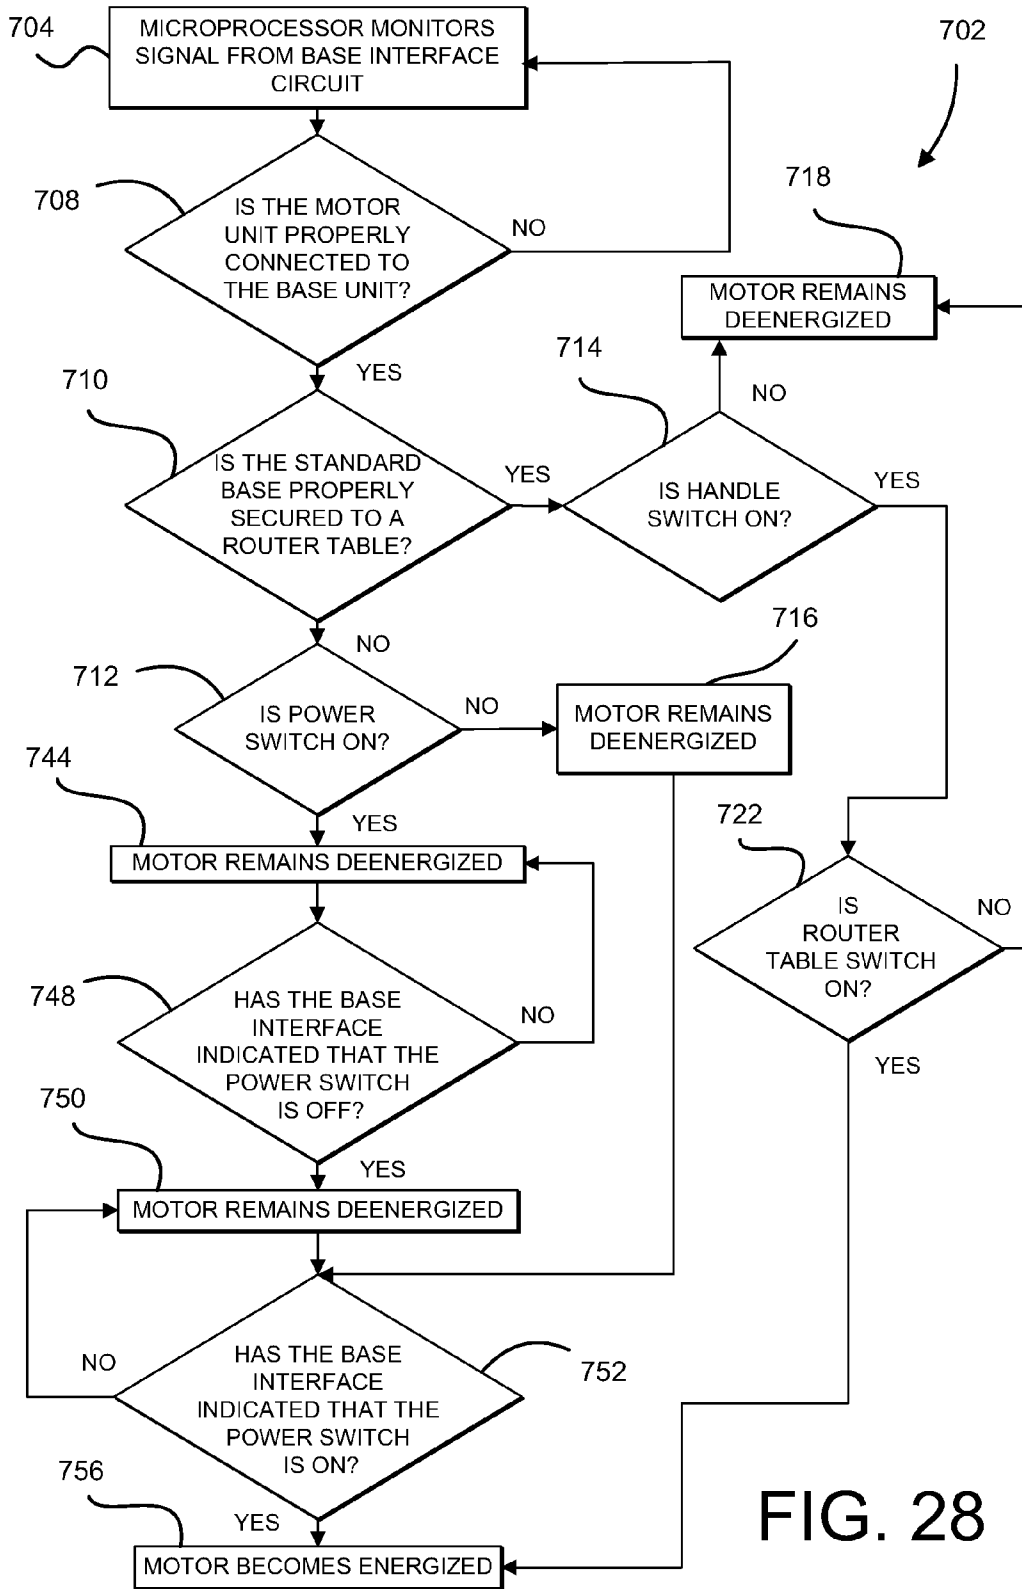 704
MICROPROCESSOR MONITORS
SIGNAL FROM BASE INTERFACE
CIRCUIT
702
708
IS THE MOTOR
UNIT PROPERLY
CONNECTED TO
THE BASE UNIT?
NO
718
MOTOR REMAINS
DEENERGIZED
YES
710
714
NO
IS THE STANDARD
BASE PROPERLY
SECURED TO A
ROUTER TABLE?
YES
IS HANDLE
SWITCH ON?
YES
NO
712
716
IS POWER
SWITCH ON?
NO
MOTOR REMAINS
DEENERGIZED
744
YES
MOTOR REMAINS DEENERGIZED
722
IS
ROUTER
TABLE SWITCH
ON?
NO
YES
748
HAS THE BASE
INTERFACE
INDICATED THAT THE
POWER SWITCH
IS OFF?
NO
750
YES
MOTOR REMAINS DEENERGIZED
NO
HAS THE BASE
INTERFACE
INDICATED THAT THE
POWER SWITCH
IS ON?
752
756
YES
MOTOR BECOMES ENERGIZED
FIG. 28